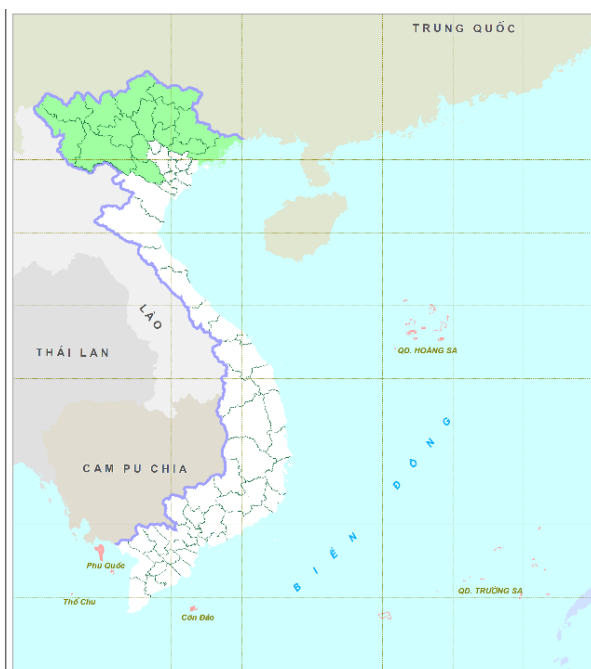 TRUNG QUỐC
LÀO
THÁI LAN
QĐ. HOÀNG SA
CAM PU CHIA
BIỂN ĐÔNG
Phú Quốc
Thổ Chu
Côn Đảo
QĐ. TRƯỜNG SA